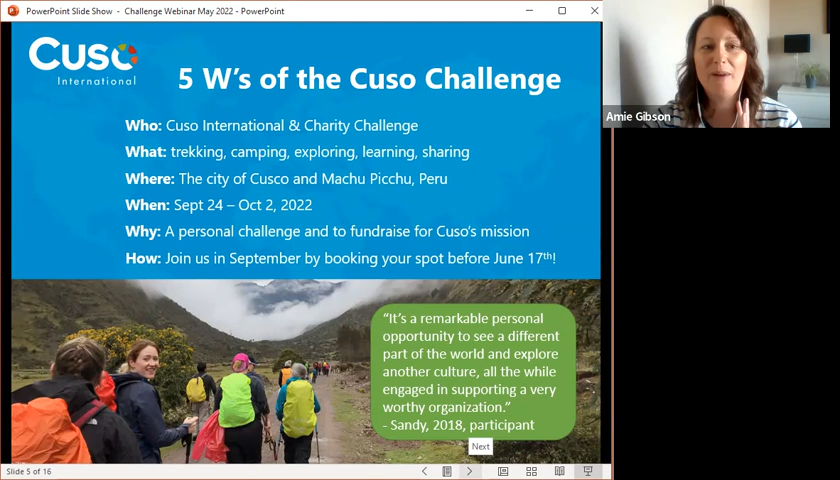 PowerPoint Slide Show - Challenge Webinar May 2022 - PowerPoint
Cuso
International
5 W's of the Cuso Challenge
Who: Cuso International & Charity Challenge
What: trekking, camping, exploring, learning, sharing
Where: The city of Cusco and Machu Picchu, Peru
When: Sept 24 – Oct 2, 2022
Why: A personal challenge and to fundraise for Cuso's mission
How: Join us in September by booking your spot before June 17th!
"It's a remarkable personal
opportunity to see a different
part of the world and explore
another culture, all the while
engaged in supporting a very
worthy organization."
- Sandy, 2018, participant
Next
Slide 5 of 16
Amie Gibson